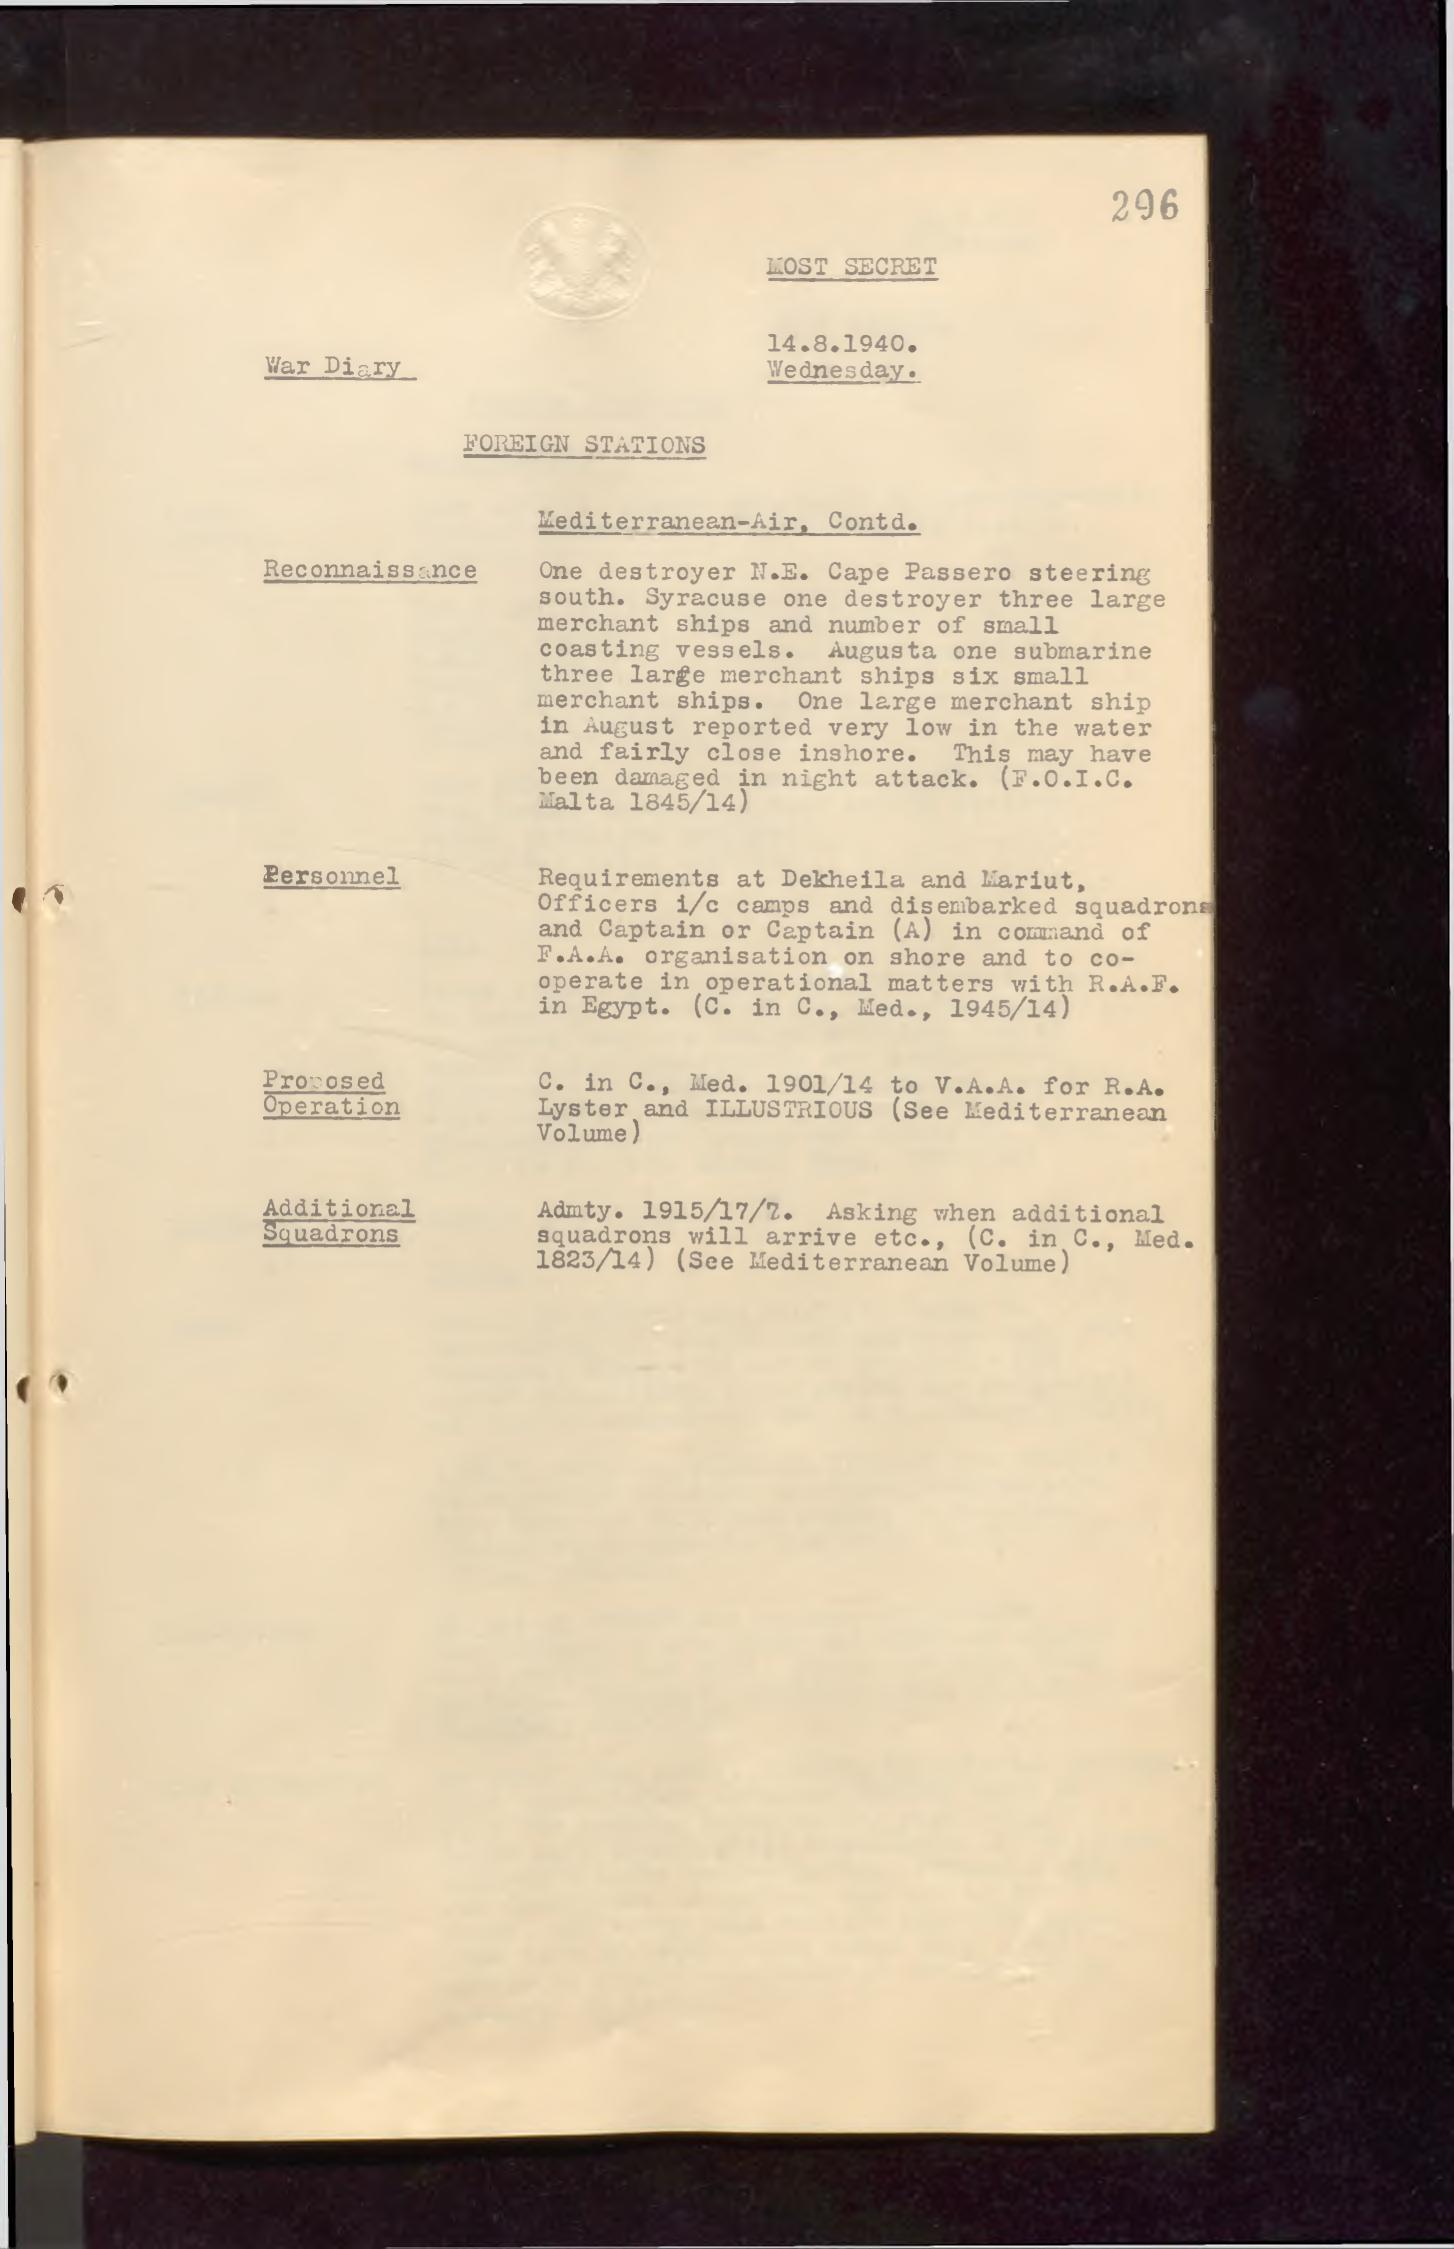 296
MOST SECRET
14.8.1940.
War Diary
Wednesday.
FOREIGN STATIONS
Mediterranean-Air, Contd.
Reconnaissance
One destroyer N.E. Cape Passero steering
south. Syracuse one destroyer three large
merchant ships and number of small
coasting vessels. Augusta one submarine
three large merchant ships six small
merchant ships. One large merchant ship
in August reported very low in the water
and fairly close inshore. This may have
been damaged in night attack. (F.O.I.C.
Malta 1845/14)
Personnel
Requirements at Dekheila and Mariut,
Officers i/c camps and disembarked squadrons
and Captain or Captain (A) in command of
F.A.A. organisation on shore and to co-
operate in operational matters with R.A.F.
in Egypt. (C. in C., Med., 1945/14)
Proposed
Operation
C. in C., Med. 1901/14 to V.A.A. for R.A.
Lyster and ILLUSTRIOUS (See Mediterranean
Volume)
Additional
Squadrons
Admty. 1915/17/7. Asking when additional
squadrons will arrive etc., (C. in C., Med.
1823/14) (See Mediterranean Volume)